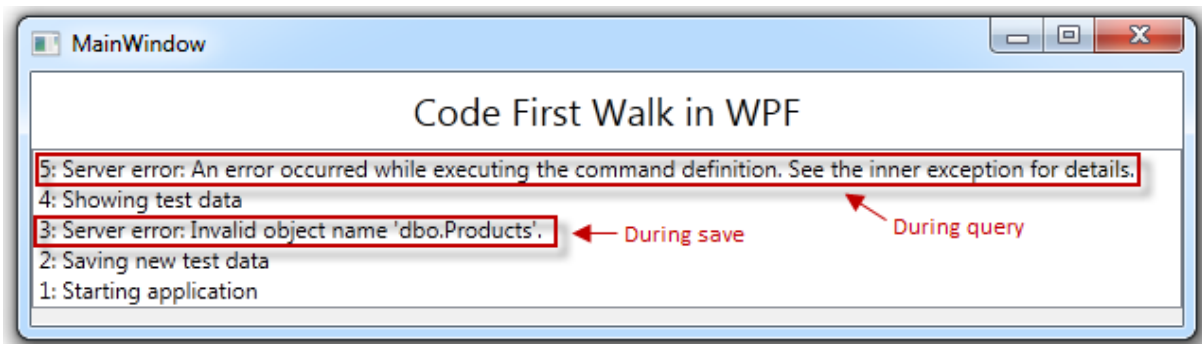 MainWindow
Code First Walk in WPF
5: Server error: An error occurred while executing the command definition. See the inner exception for details.
4: Showing test data
3: Server error: Invalid object name 'dbo.Products'.
During save
During query
2: Saving new test data
1: Starting application